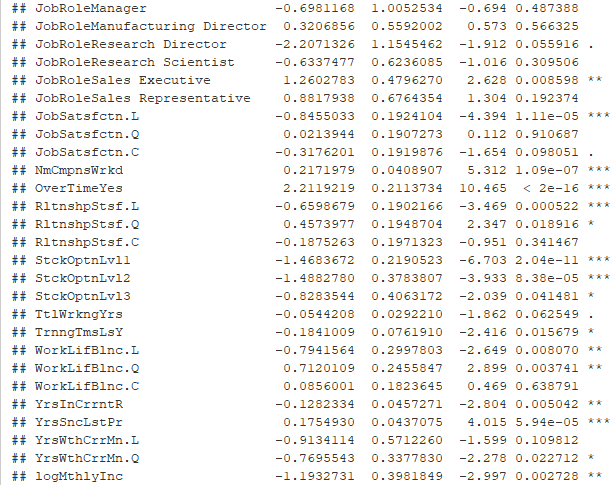 ## JobRoleManager -0.6981168 1.0052534 -0.694 0.487388
## JobRoleManufacturing Director 0.3206856 0.5592002 0.573 0.566325
## JobRoleResearch Director -2.2071326 1.1545462 -1.912 0.055916 .
## JobRoleResearch Scientist -0.6337477 0.6236085 -1.016 0.309506
## JobRoleSales Executive 1.2602783 0.4796270 2.628 0.008598 **
## JobRoleSales Representative 0.8817938 0.6764354 1.304 0.192374
## JobSatsfctn.L -0.8455033 0.1924104 -4.394 1.11e-05 ***
## JobSatsfctn.Q 0.0213944 0.1907273 0.112 0.910687
## JobSatsfctn.C -0.3176201 0.1919876 -1.654 0.098051 .
## NmCmpnsWrkd 0.2171979 0.0408907 5.312 1.09e-07 ***
## OverTimeYes 2.2119219 0.2113734 10.465 < 2e-16 ***
## RltnshpStsf.L -0.6598679 0.1902166 -3.469 0.000522 ***
## RltnshpStsf.Q 0.4573977 0.1948704 2.347 0.018916 *
## RltnshpStsf.C -0.1875263 0.1971323 -0.951 0.341467
## StckOptnLvl1 -1.4683672 0.2190523 -6.703 2.04e-11 ***
## StckOptnLvl2 -1.4882780 0.3783807 -3.933 8.38e-05 ***
## StckOptnLvl3 -0.8283544 0.4063172 -2.039 0.041481 *
## TtlWrkngYrs -0.0544208 0.0292210 -1.862 0.062549 .
## TrnngTmsLsY -0.1841009 0.0761910 -2.416 0.015679 *
## WorkLifBlnc.L -0.7941564 0.2997803 -2.649 0.008070 **
## WorkLifBlnc.Q 0.7120109 0.2455847 2.899 0.003741 **
## WorkLifBlnc.C 0.0856001 0.1823645 0.469 0.638791
## YrsInCrrntR -0.1282334 0.0457271 -2.804 0.005042 **
## YrsSncLstPr 0.1754930 0.0437075 4.015 5.94e-05 ***
## YrsWthCrrMn.L -0.9134114 0.5712260 -1.599 0.109812
## YrsWthCrrMn.Q -0.7695543 0.3377830 -2.278 0.022712 *
## logMthlyInc -1.1932731 0.3981849 -2.997 0.002728 **